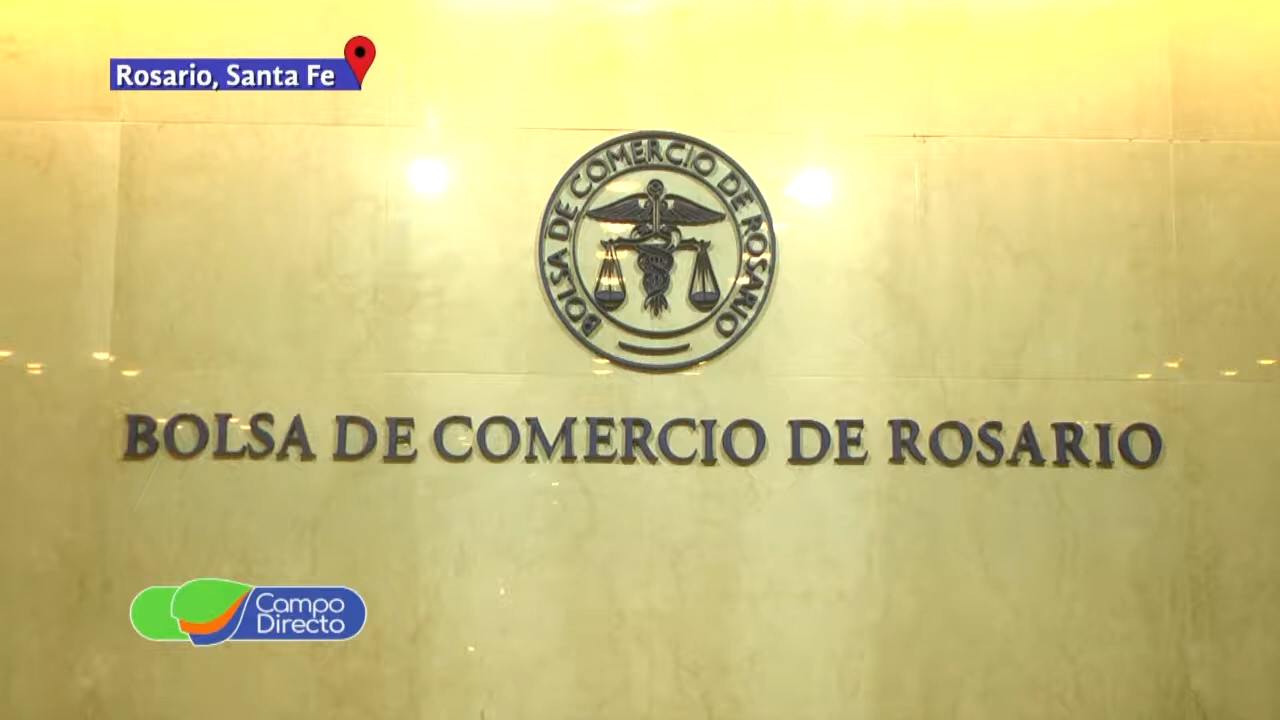 Rosario, Santa Fe
BOLSA DE COMERCIO DE ROSARIO
BOLSA DE COMERCIO DE ROSARIO
Campo
Directo